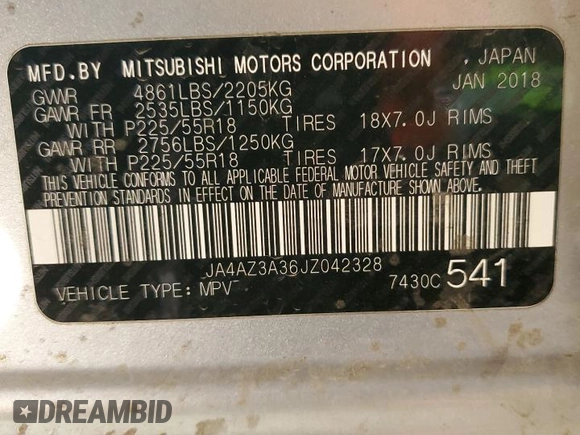 MFD.BY MITSUBISHI MOTORS CORPORATION , JAPAN
GVWR 4861LBS/2205KG JAN 2018
GAWR FR 2535LBS/1150KG
WITH P225/55R18 TIRES 18X7.0J RIMS
GAWR RR 2756LBS/1250KG
WITH P225/55R18 TIRES 17X7.0J RIMS
THIS VEHICLE CONFORMS TO ALL APPLICABLE FEDERAL MOTOR VEHICLE SAFETY AND THEFT
PREVENTION STANDARDS IN EFFECT ON THE DATE OF MANUFACTURE SHOWN ABOVE.
JA4AZ3A36JZ042328
VEHICLE TYPE: MPV 7430C 541
DREAMBID